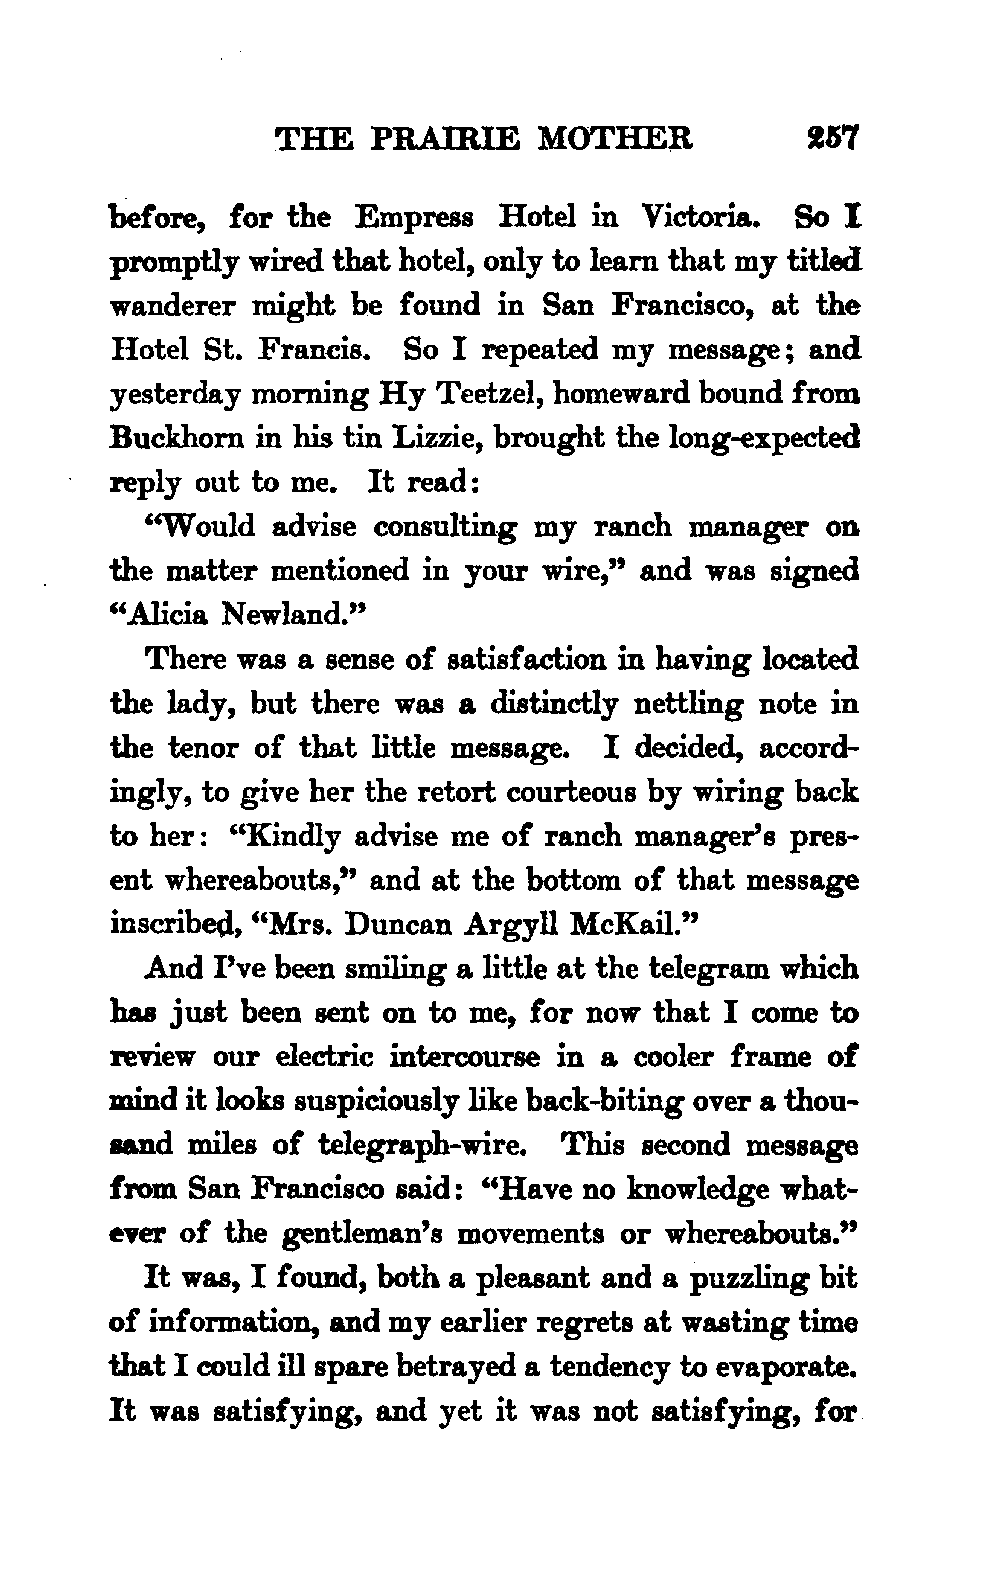 THE PRAIRIE MOTHER 257
before, for the Empress Hotel in Victoria. So I
promptly wired that hotel, only to learn that my titled
wanderer might be found in San Francisco, at the
Hotel St. Francis. So I repeated my message; and
yesterday morning Hy Teetzel, homeward bound from
Buckhorn in his tin Lizzie, brought the long-expected
reply out to me. It read:
“Would advise consulting my ranch manager on
the matter mentioned in your wire,” and was signed
“Alicia Newland.”
There was a sense of satisfaction in having located
the lady, but there was a distinctly nettling note in
the tenor of that little message. I decided, accord-
ingly, to give her the retort courteous by wiring back
to her: “Kindly advise me of ranch manager’s pres-
ent whereabouts,” and at the bottom of that message
inscribed, “Mrs. Duncan Argyll McKail.”
And I’ve been smiling a little at the telegram which
has just been sent on to me, for now that I come to
review our electric intercourse in a cooler frame of
mind it looks suspiciously like back-biting over a thou-
sand miles of telegraph-wire. This second message
from San Francisco said: “Have no knowledge what-
ever of the gentleman’s movements or whereabouts.”
It was, I found, both a pleasant and a puzzling bit
of information, and my earlier regrets at wasting time
that I could ill spare betrayed a tendency to evaporate.
It was satisfying, and yet it was not satisfying, for